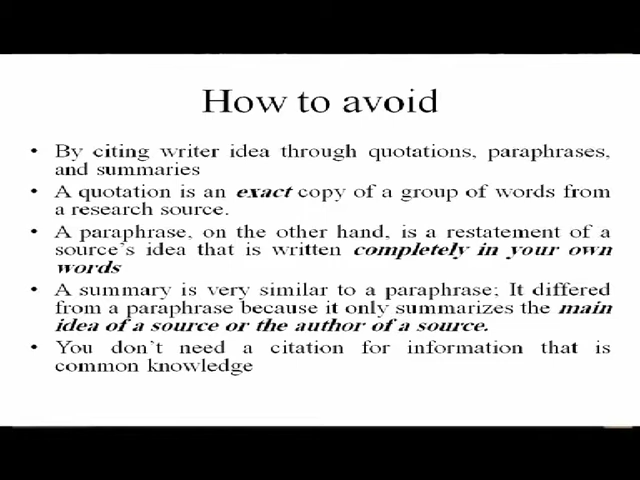 How to avoid
• By citing writer idea through quotations, paraphrases,
and summaries
• A quotation is an exact copy of a group of words from
a research source.
• A paraphrase, on the other hand, is a restatement of a
source's idea that is written completely in your own
words
• A summary is very similar to a paraphrase; It differed
from a paraphrase because it only summarizes the main
idea of a source or the author of a source.
• You don't need a citation for information that is
common knowledge